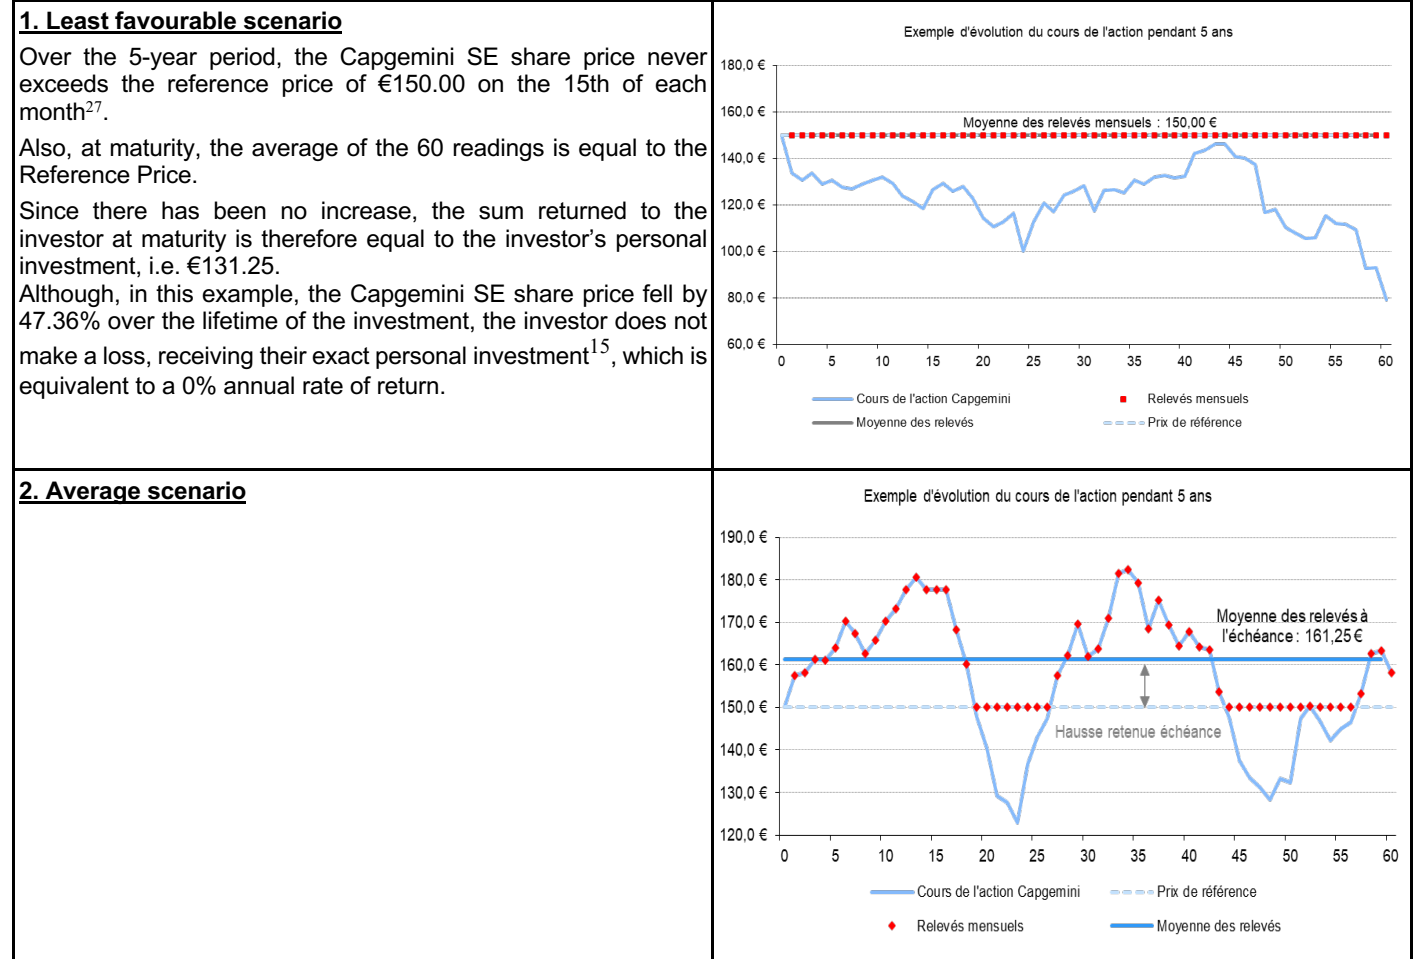 1. Least favourable scenario
Over the 5-year period, the Capgemini SE share price never
exceeds the reference price of €150.00 on the 15th of each
month27.
Also, at maturity, the average of the 60 readings is equal to the
Reference Price.
Since there has been no increase, the sum returned to the
investor at maturity is therefore equal to the investor’s personal
investment, i.e. €131.25.
Although, in this example, the Capgemini SE share price fell by
47.36% over the lifetime of the investment, the investor does not
make a loss, receiving their exact personal investment15, which is
equivalent to a 0% annual rate of return.
Exemple d'évolution du cours de l'action pendant 5 ans
180,0 €
160,0 €
Moyenne des relevés mensuels : 150,00 €
140,0 €
120,0 €
100,0 €
80,0 €
60,0 €
0 5 10 15 20 25 30 35 40 45 50 55 60
Cours de l'action Capgemini Relevés mensuels
Moyenne des relevés Prix de référence
2. Average scenario
Exemple d'évolution du cours de l'action pendant 5 ans
190,0 €
180,0 €
170,0 €
Moyenne des relevés à
l'échéance : 161,25 €
160,0 €
150,0 €
Hausse retenue échéance
140,0 €
130,0 €
120,0 €
0 5 10 15 20 25 30 35 40 45 50 55 60
Cours de l'action Capgemini Prix de référence
Relevés mensuels Moyenne des relevés